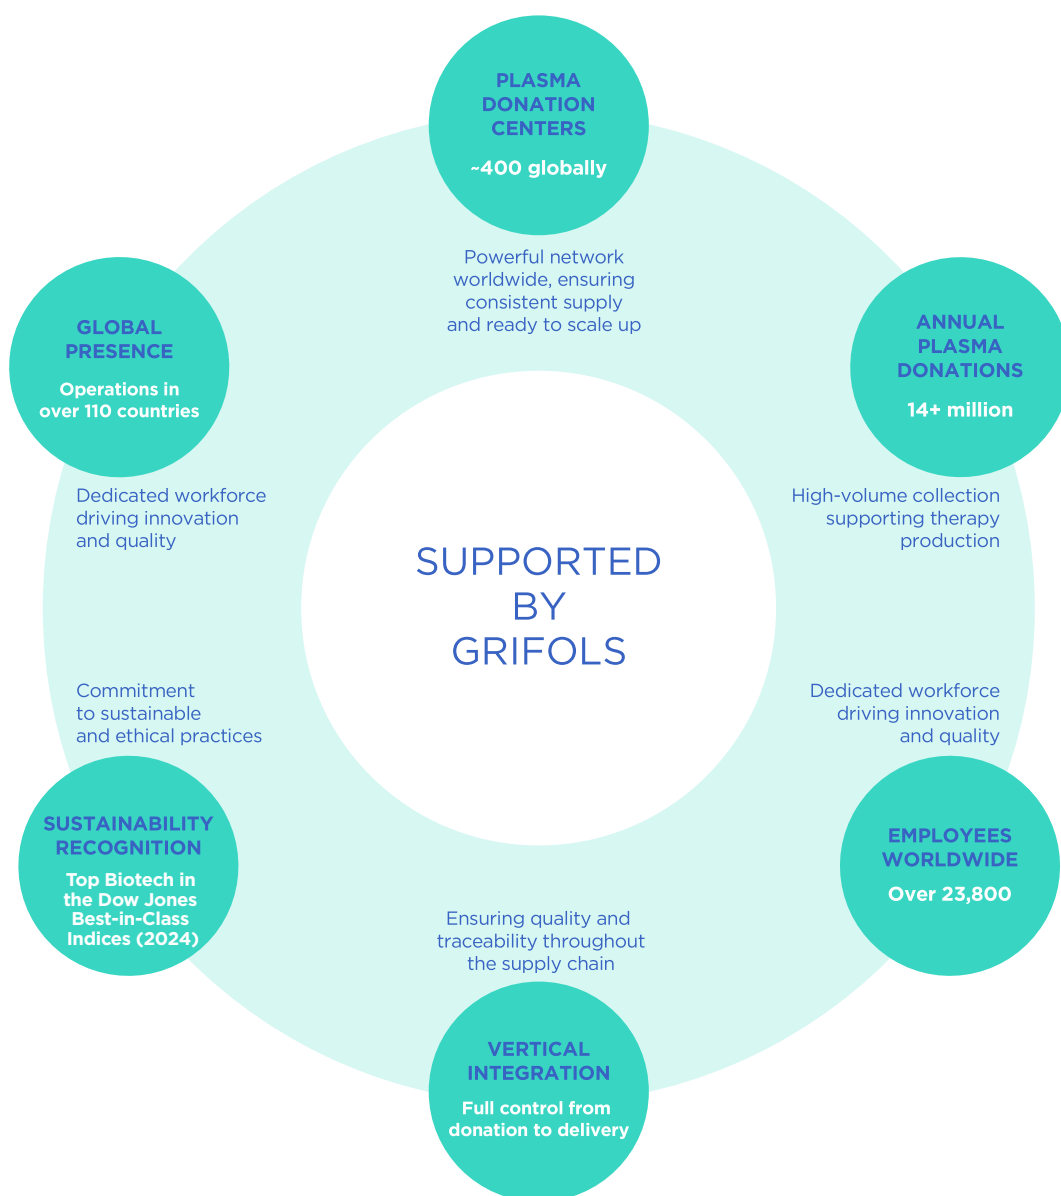 PLASMA
DONATION
CENTERS
~400 globally
Powerful network
worldwide, ensuring
consistent supply
and ready to scale up
ANNUAL
PLASMA
DONATIONS
14+ million
High-volume collection
supporting therapy
production
Dedicated workforce
driving innovation
and quality
EMPLOYEES
WORLDWIDE
Over 23,800
Ensuring quality and
traceability throughout
the supply chain
VERTICAL
INTEGRATION
Full control from
donation to delivery
Commitment
to sustainable
and ethical practices
SUSTAINABILITY
RECOGNITION
Top Biotech in
the Dow Jones
Best-in-Class
Indices (2024)
GLOBAL
PRESENCE
Operations in
over 110 countries
Dedicated workforce
driving innovation
and quality
SUPPORTED
BY
GRIFOLS